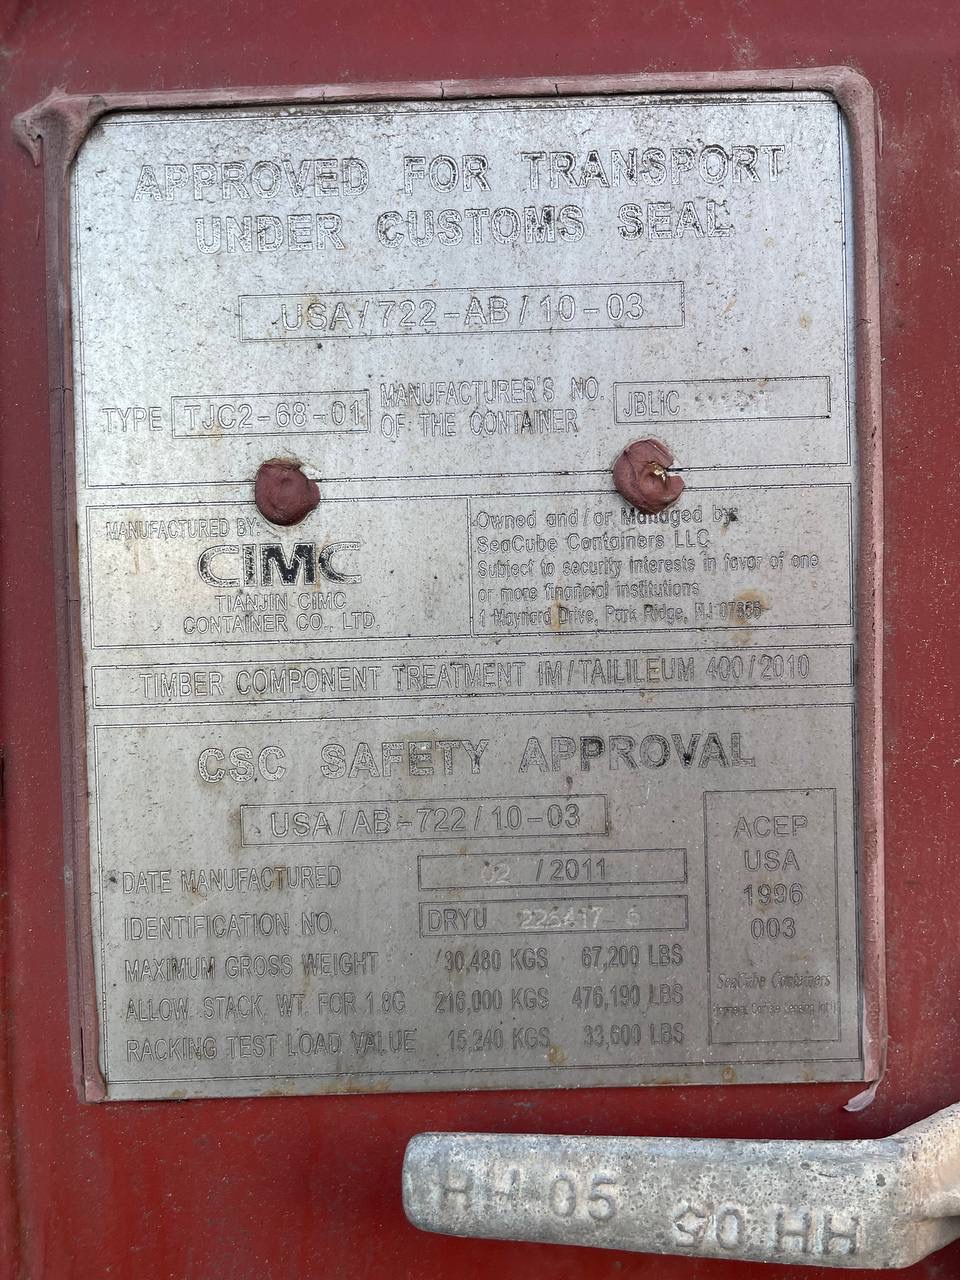 APPROVED FOR TRANSPORT
UNDER CUSTOMS SEAL
USA/722-AB/10-03
TYPE TJC2-68-01 MANUFACTURER'S NO. OF THE CONTAINER JBLIC
MANUFACTURED BY:
CIMC
TIANJIN CIMC
CONTAINER CO., LTD.
Owned and/or Managed by:
SeaCube Containers LLC
Subject to security interests in favor of one
or more financial institutions
1 Maynard Drive, Park Ridge, NJ 07656
TIMBER COMPONENT TREATMENT IM/TAILILEUM 400/2010
CSC SAFETY APPROVAL
USA/AB-722/10-03
DATE MANUFACTURED 02 /2011
IDENTIFICATION NO. DRYU 226417 6
MAXIMUM GROSS WEIGHT 30,480 KGS 67,200 LBS
ALLOW. STACK. WT. FOR 1.8G 216,000 KGS 476,190 LBS
RACKING TEST LOAD VALUE 15,240 KGS 33,600 LBS
ACEP
USA
1996
003
SeaCube Containers
HH 05 50 HH